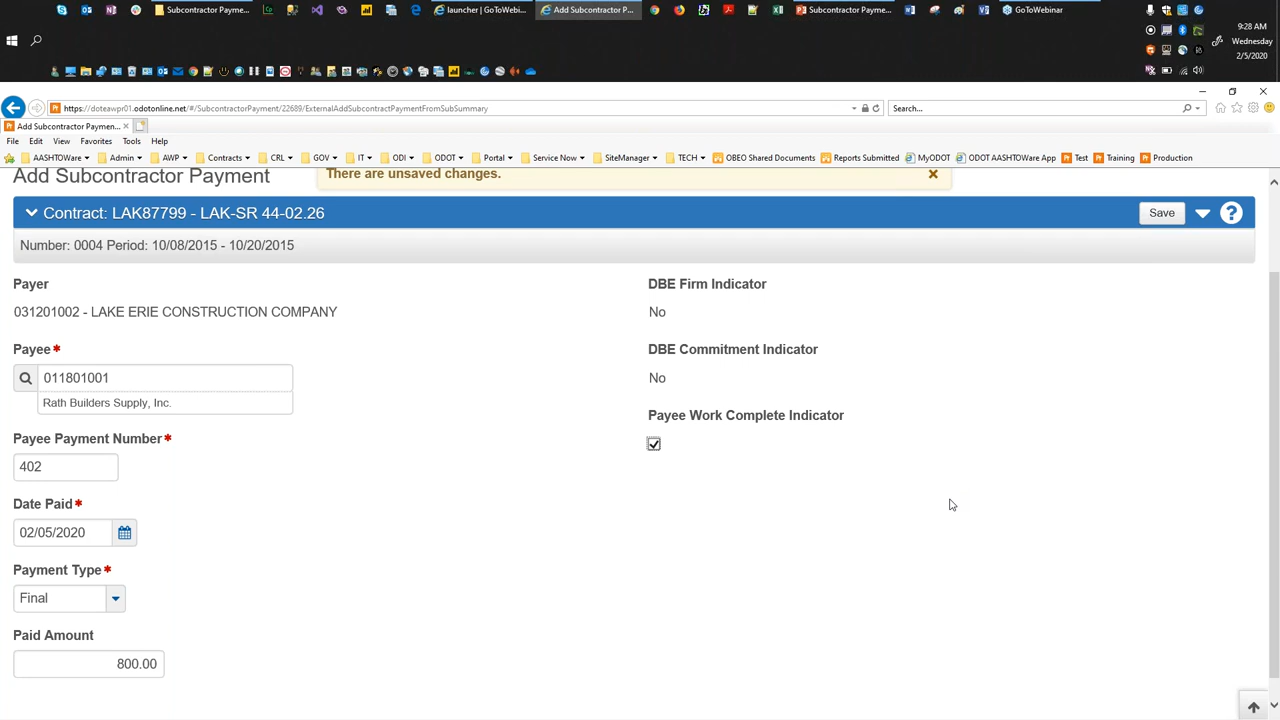 Subcontractor Payme...
launcher | GoToWebi...
Add Subcontractor P...
Subcontractor Payme...
GoToWebinar
9:28 AM
Wednesday
2/5/2020
https://doteawpr01.odotonline.net/#/SubcontractorPayment/22689/ExternalAddSubcontractPaymentFromSubSummary
Search...
Add Subcontractor Paymen...
File Edit View Favorites Tools Help
AASHTOWare Admin AWP Contracts CRL GOV IT ODI ODOT Portal Service Now SiteManager TECH OBEO Shared Documents Reports Submitted MyODOT ODOT AASHTOWare App Test Training Production
Add Subcontractor Payment
There are unsaved changes.
Contract: LAK87799 - LAK-SR 44-02.26
Save
?
Number: 0004 Period: 10/08/2015 - 10/20/2015
Payer
031201002 - LAKE ERIE CONSTRUCTION COMPANY
Payee*
011801001
Rath Builders Supply, Inc.
Payee Payment Number*
402
Date Paid*
02/05/2020
Payment Type*
Final
Paid Amount
800.00
DBE Firm Indicator
No
DBE Commitment Indicator
No
Payee Work Complete Indicator